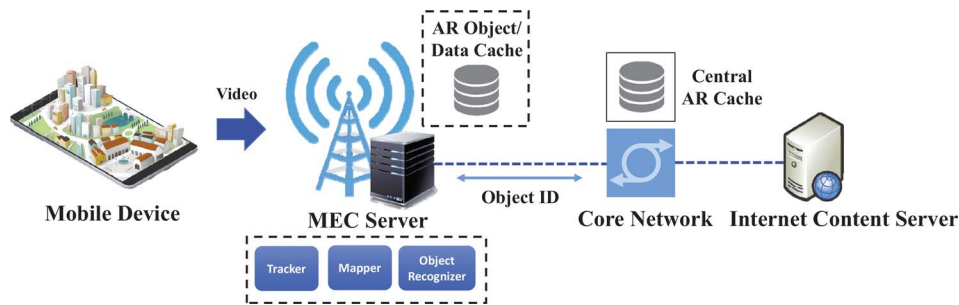 AR Object/
Data Cache
Central
AR Cache
Video
Object ID
Mobile Device
MEC Server
Core Network
Internet Content Server
Tracker
Mapper
Object
Recognizer